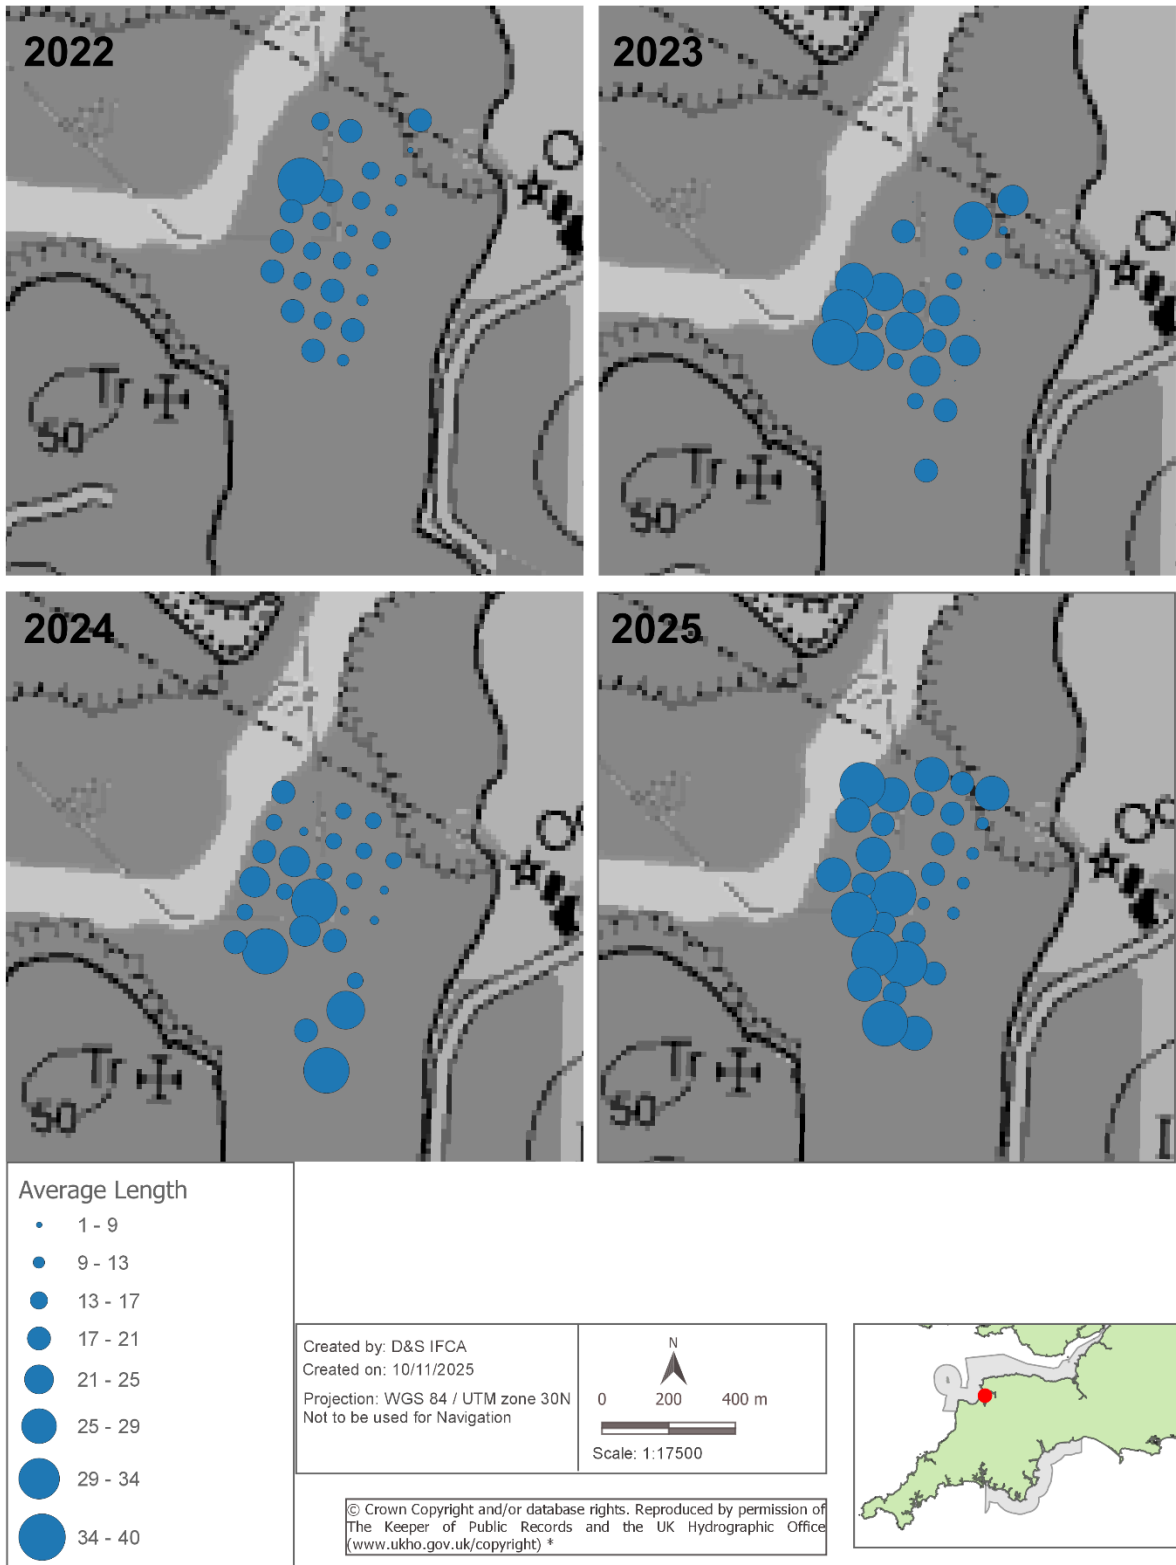 2022
2023
Tr
50
Tr
50
2024
2025
Tr
50
Tr
50
Average Length
1 - 9
9 - 13
13 - 17
17 - 21
21 - 25
25 - 29
29 - 34
34 - 40
Created by: D&S IFCA
Created on: 10/11/2025
Projection: WGS 84 / UTM zone 30N
Not to be used for Navigation
N
0 200 400 m
Scale: 1:17500
© Crown Copyright and/or database rights. Reproduced by permission of
The Keeper of Public Records and the UK Hydrographic Office
(www.ukho.gov.uk/copyright) *